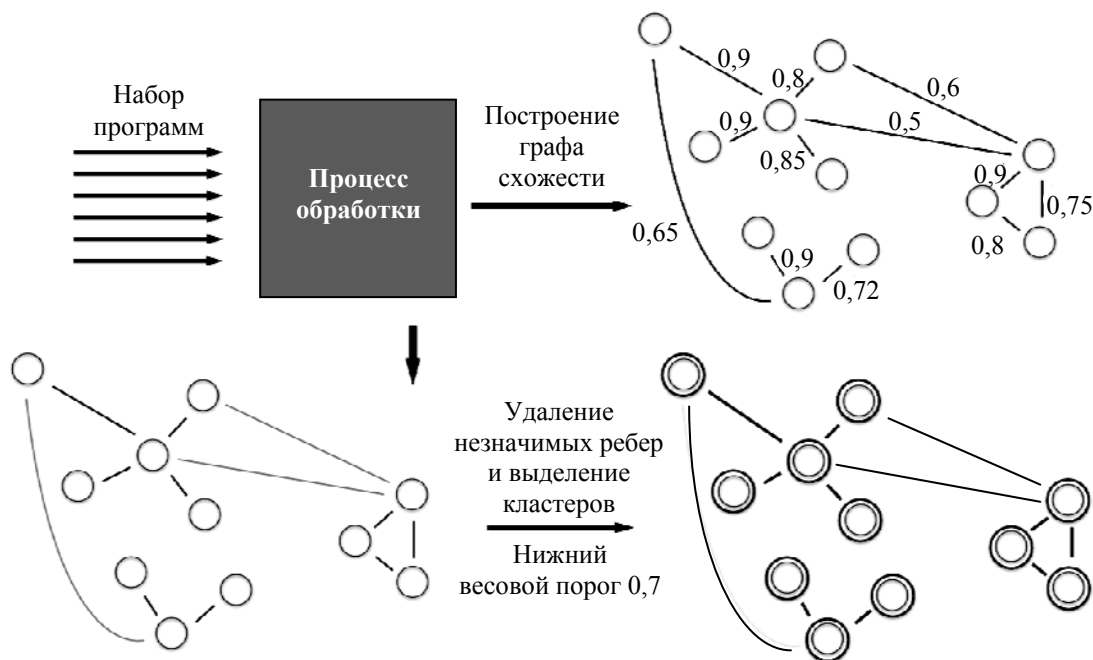 Набор
программ
Процесс
обработки
Построение
графа
схожести
0,9
0,8
0,6
0,9
0,5
0,85
0,9
0,75
0,8
0,65
0,9
0,72
Удаление
незначимых ребер
и выделение
кластеров
Нижний
весовой порог 0,7